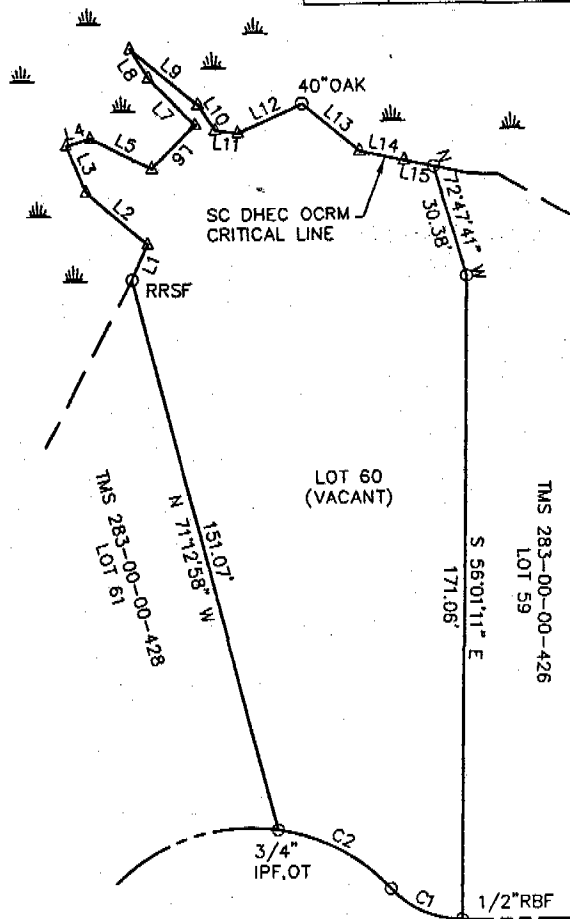 L8
L9
L10
L7
40"OAK
L12
L13
L11
L4
L5
L6
L14
L15
L3
L2
SC DHEC OCRM
CRITICAL LINE
N 72°47'41" W
30.38'
L1
RRSF
LOT 60
(VACANT)
151.07'
N 71°12'58" W
TMS 283-00-00-428
LOT 61
S 56°01'11" E
171.06'
TMS 283-00-00-426
LOT 59
C2
3/4"
IPF,OT
C1
1/2"RBF